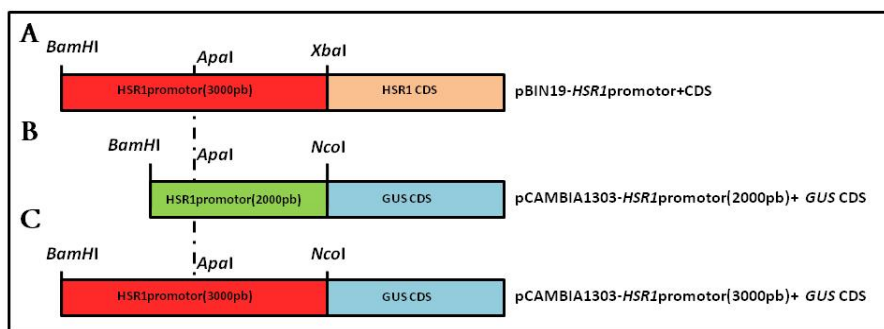 A
BamHI
ApaI
XbaI
HSR1promotor(3000pb)
HSR1 CDS
pBIN19-HSR1promotor+CDS
B
BamHI
ApaI
NcoI
HSR1promotor(2000pb)
GUS CDS
pCAMBIA1303-HSR1promotor(2000pb)+ GUS CDS
C
BamHI
ApaI
NcoI
HSR1promotor(3000pb)
GUS CDS
pCAMBIA1303-HSR1promotor(3000pb)+ GUS CDS